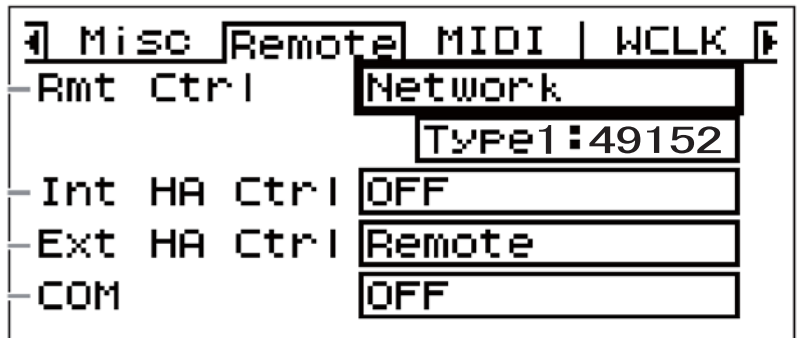 Misc Remote MIDI | WCLK
Rmt Ctrl Network
Type1:49152
Int HA Ctrl OFF
Ext HA Ctrl Remote
COM OFF